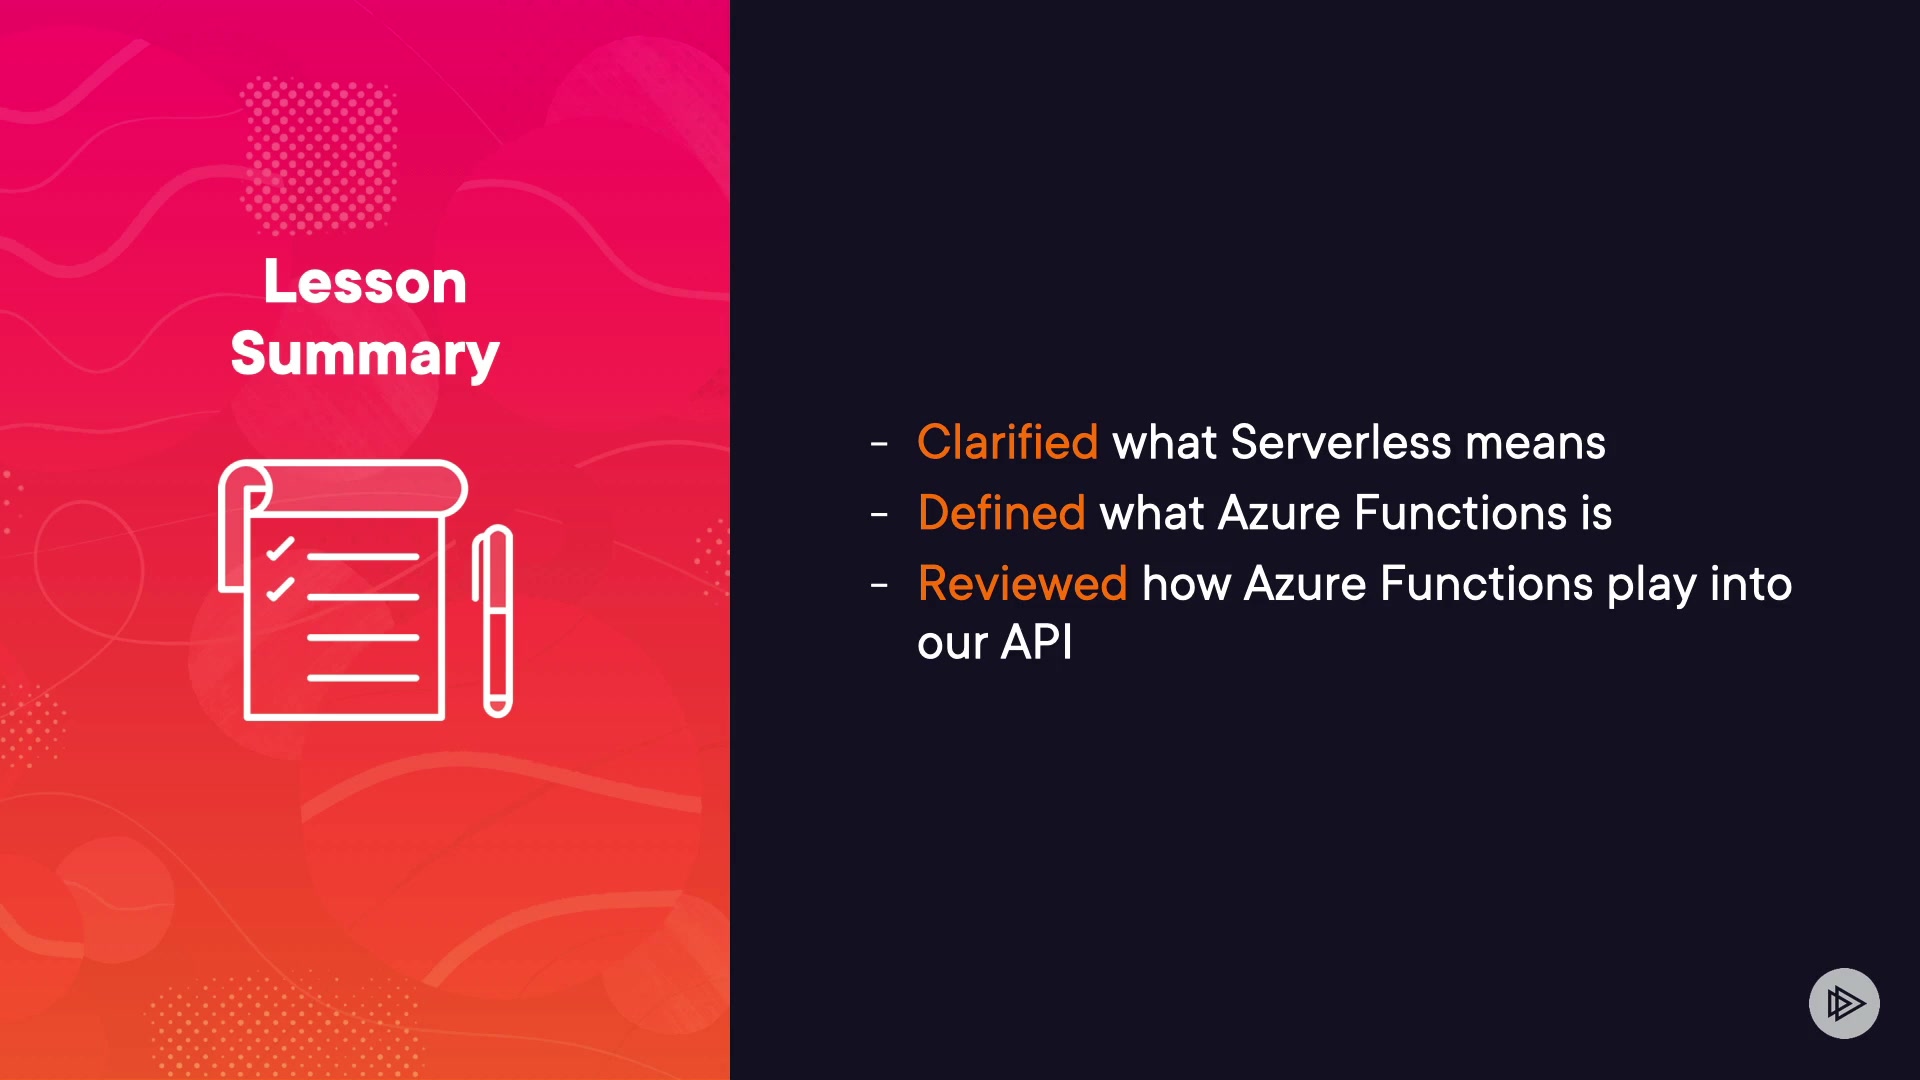 Lesson
Summary
- Clarified what Serverless means
- Defined what Azure Functions is
- Reviewed how Azure Functions play into
our API